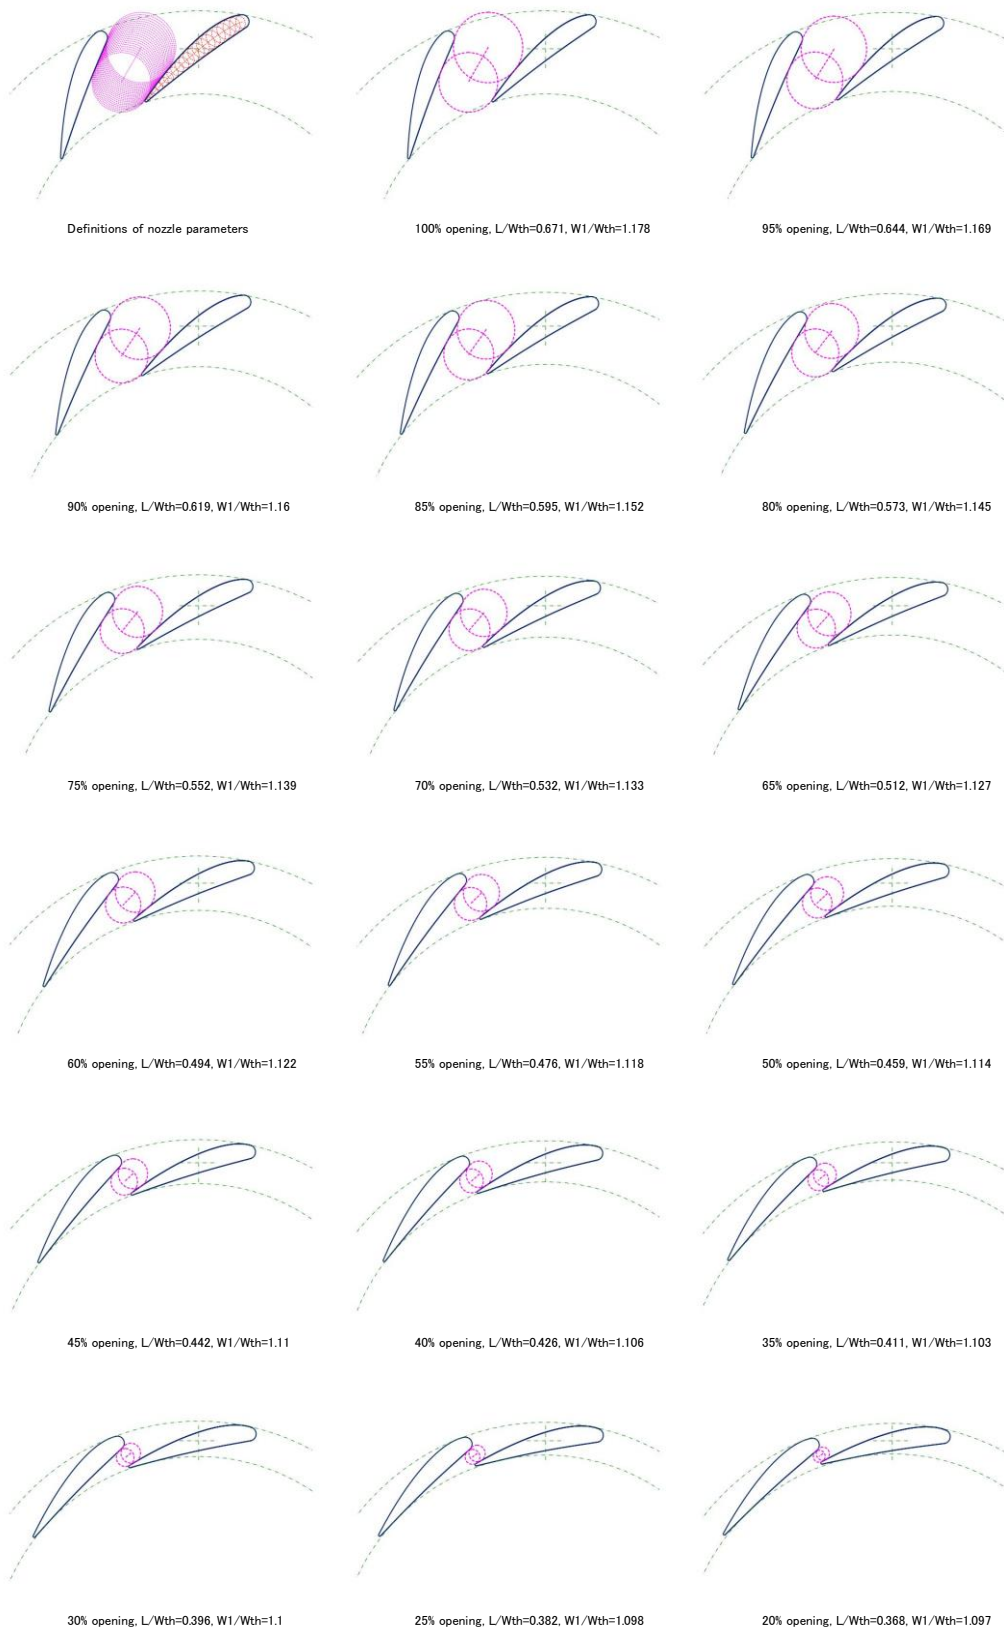 Definitions of nozzle parameters
100% opening, L/Wth=0.671, W1/Wth=1.178
95% opening, L/Wth=0.644, W1/Wth=1.169
90% opening, L/Wth=0.619, W1/Wth=1.16
85% opening, L/Wth=0.595, W1/Wth=1.152
80% opening, L/Wth=0.573, W1/Wth=1.145
75% opening, L/Wth=0.552, W1/Wth=1.139
70% opening, L/Wth=0.532, W1/Wth=1.133
65% opening, L/Wth=0.512, W1/Wth=1.127
60% opening, L/Wth=0.494, W1/Wth=1.122
55% opening, L/Wth=0.476, W1/Wth=1.118
50% opening, L/Wth=0.459, W1/Wth=1.114
45% opening, L/Wth=0.442, W1/Wth=1.11
40% opening, L/Wth=0.426, W1/Wth=1.106
35% opening, L/Wth=0.411, W1/Wth=1.103
30% opening, L/Wth=0.396, W1/Wth=1.1
25% opening, L/Wth=0.382, W1/Wth=1.098
20% opening, L/Wth=0.368, W1/Wth=1.097